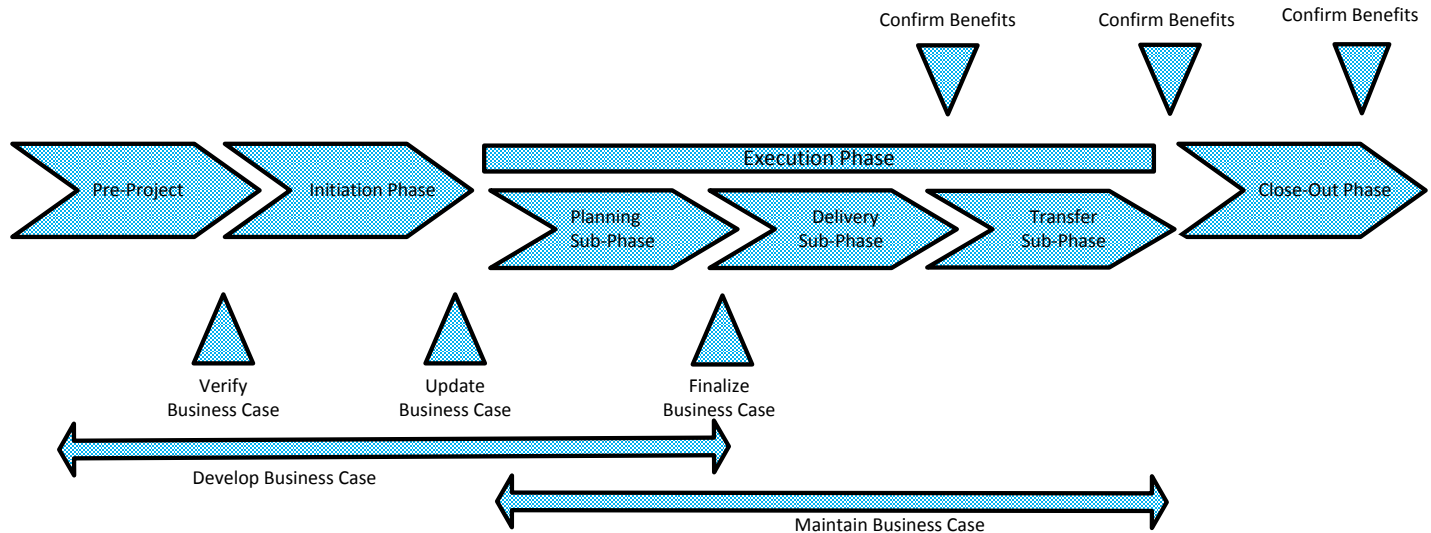 Confirm Benefits
Confirm Benefits
Confirm Benefits
Execution Phase
Pre-Project
Initiation Phase
Close-Out Phase
Planning
Sub-Phase
Delivery
Sub-Phase
Transfer
Sub-Phase
Verify
Business Case
Update
Business Case
Finalize
Business Case
Develop Business Case
Maintain Business Case